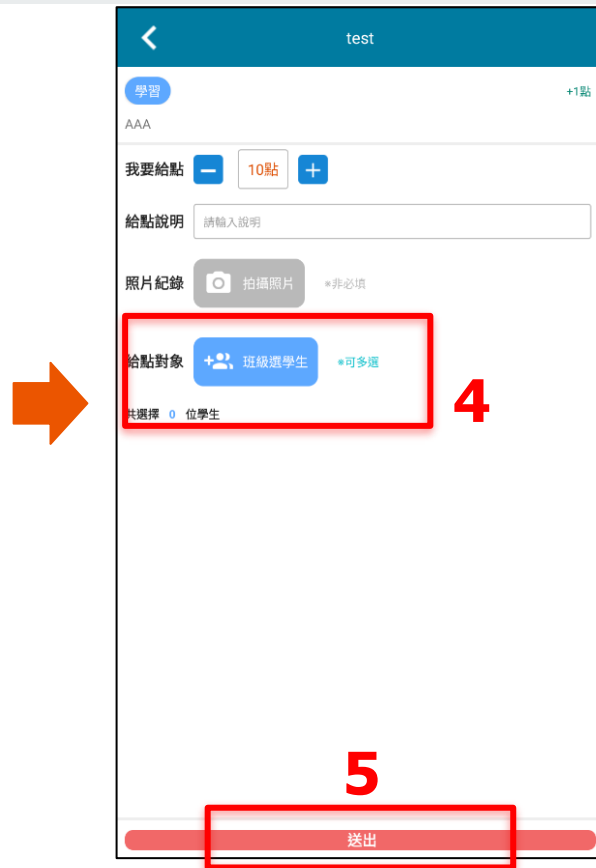 test
學習 +1點
AAA
我要給點 10點
給點說明 請輸入說明
照片紀錄 拍攝照片 *非必填
給點對象 班級選學生 *可多選
4
共選擇 0 位學生
5
送出